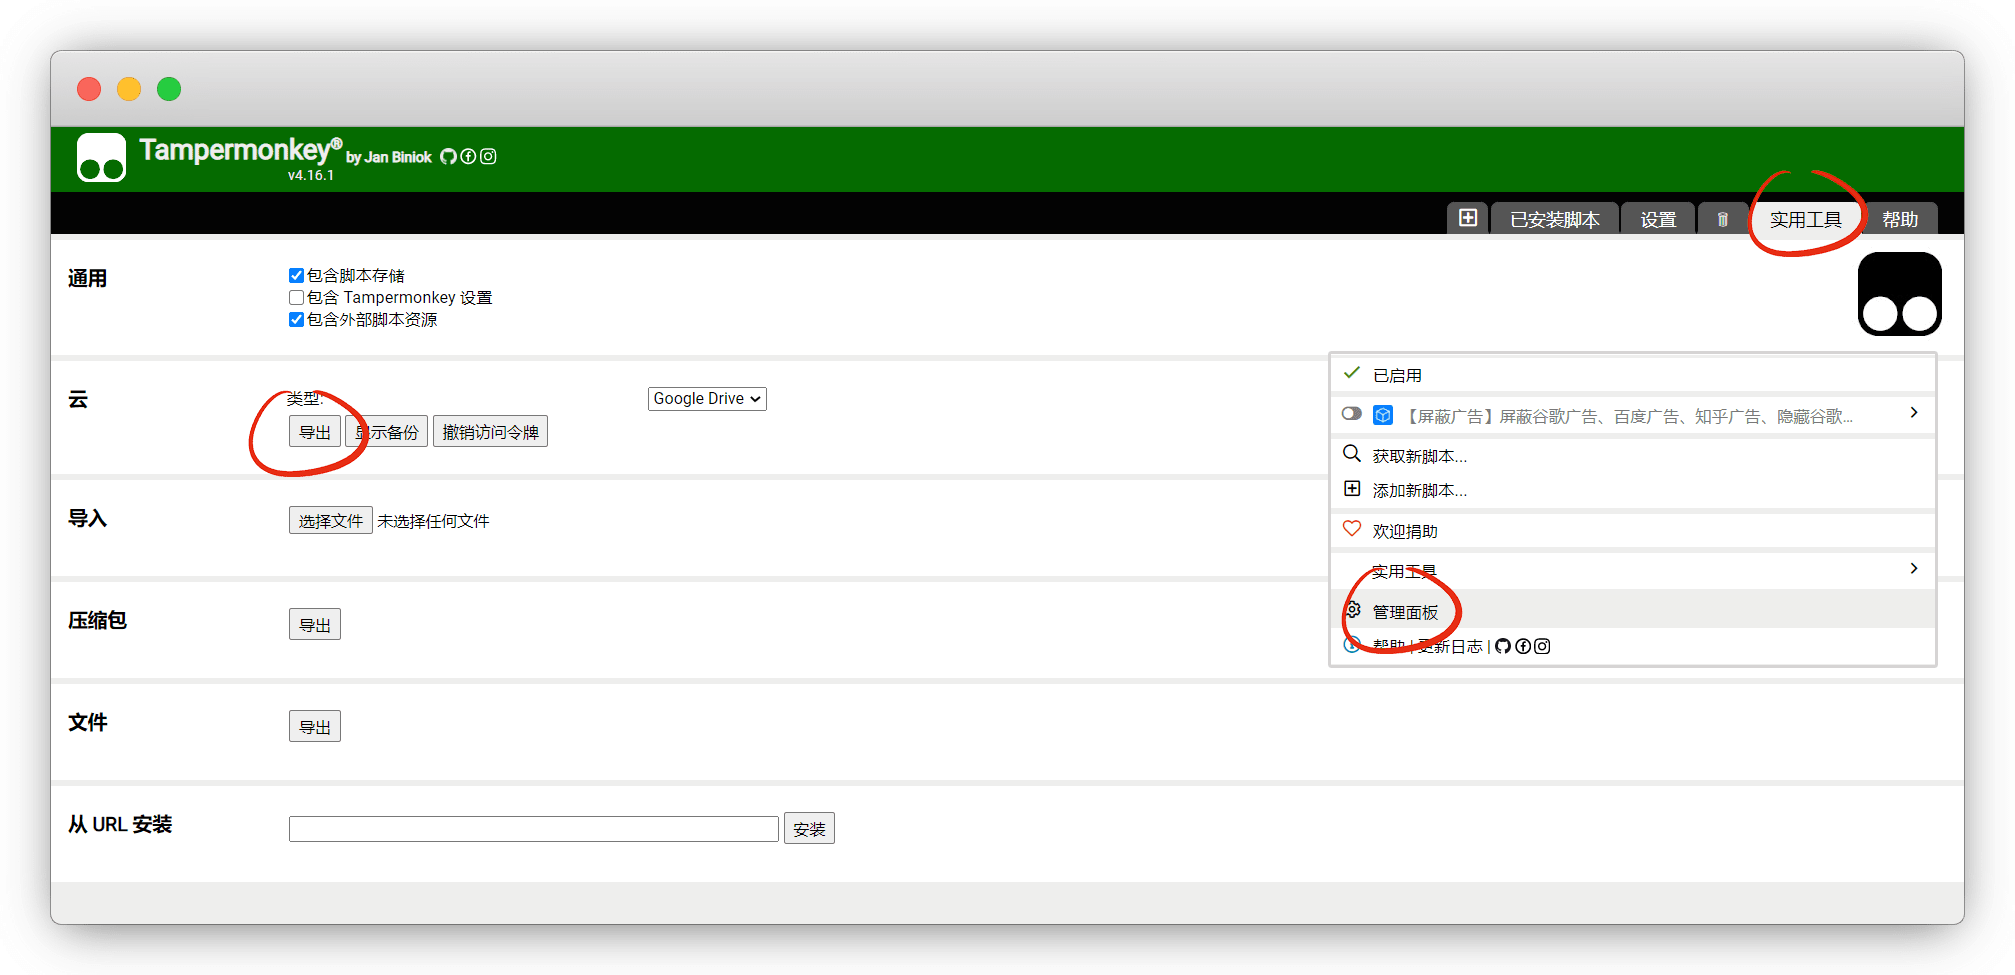 Tampermonkey® by Jan Biniok
v4.16.1
已安装脚本
设置
实用工具
帮助
通用
包含脚本存储
包含 Tampermonkey 设置
包含外部脚本资源
云
类型:
Google Drive
导出
显示备份
撤销访问令牌
导入
选择文件 未选择任何文件
压缩包
导出
文件
导出
从 URL 安装
安装
已启用
【屏蔽广告】屏蔽谷歌广告、百度广告、知乎广告、隐藏谷歌...
获取新脚本...
添加新脚本...
欢迎捐助
实用工具
管理面板
帮助 | 更新日志 |